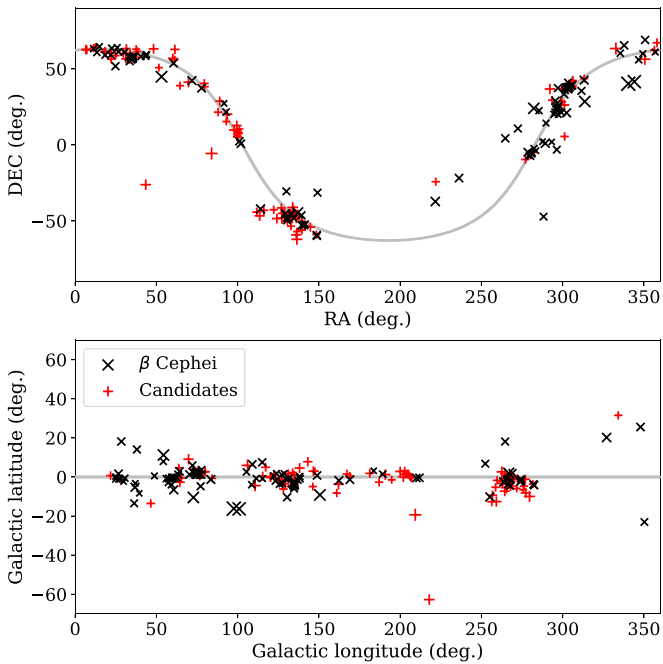 50
0
−50
DEC (deg.)
0 50 100 150 200 250 300 350
RA (deg.)
60
40
20
0
−20
−40
−60
Galactic latitude (deg.)
β Cephei
Candidates
0 50 100 150 200 250 300 350
Galactic longitude (deg.)